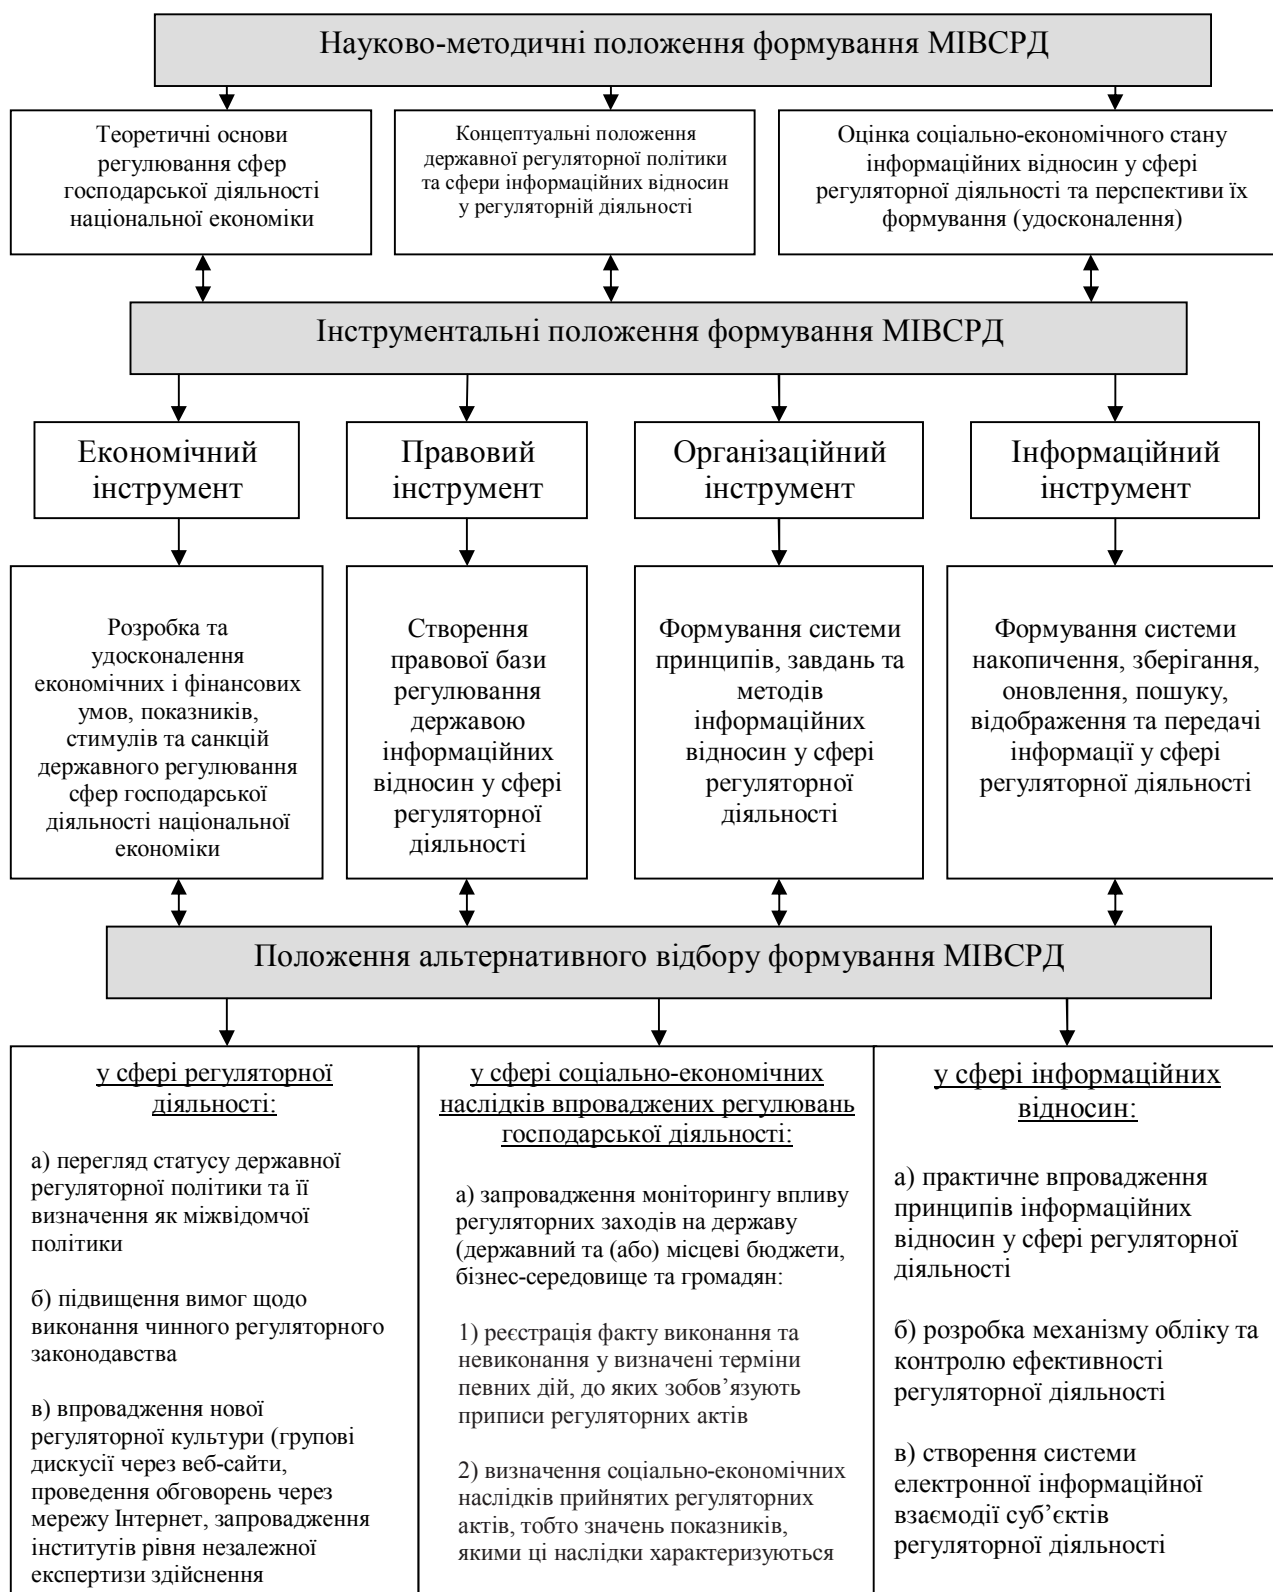 Науково-методичні положення формування МІВСРД
Теоретичні основи
регулювання сфер
господарської діяльності
національної економіки
Концептуальні положення
державної регуляторної політики
та сфери інформаційних відносин
у регуляторній діяльності
Оцінка соціально-економічного стану
інформаційних відносин у сфері
регуляторної діяльності та перспективи їх
формування (удосконалення)
Інструментальні положення формування МІВСРД
Економічний
інструмент
Правовий
інструмент
Організаційний
інструмент
Інформаційний
інструмент
Розробка та
удосконалення
економічних і фінансових
умов, показників,
стимулів та санкцій
державного регулювання
сфер господарської
діяльності національної
економіки
Створення
правової бази
регулювання
державою
інформаційних
відносин у сфері
регуляторної
діяльності
Формування системи
принципів, завдань та
методів
інформаційних
відносин у сфері
регуляторної
діяльності
Формування системи
накопичення, зберігання,
оновлення, пошуку,
відображення та передачі
інформації у сфері
регуляторної діяльності
Положення альтернативного відбору формування МІВСРД
у сфері регуляторної
діяльності:
а) перегляд статусу державної
регуляторної політики та її
визначення як міжвідомчої
політики
б) підвищення вимог щодо
виконання чинного регуляторного
законодавства
в) впровадження нової
регуляторної культури (групові
дискусії через веб-сайти,
проведення обговорень через
мережу Інтернет, запровадження
інститутів рівня незалежної
експертизи здійснення
у сфері соціально-економічних
наслідків впроваджених регулювань
господарської діяльності:
а) запровадження моніторингу впливу
регуляторних заходів на державу
(державний та (або) місцеві бюджети,
бізнес-середовище та громадян:
1) реєстрація факту виконання та
невиконання у визначені терміни
певних дій, до яких зобов’язують
приписи регуляторних актів
2) визначення соціально-економічних
наслідків прийнятих регуляторних
актів, тобто значень показників,
якими ці наслідки характеризуються
у сфері інформаційних
відносин:
а) практичне впровадження
принципів інформаційних
відносин у сфері регуляторної
діяльності
б) розробка механізму обліку та
контролю ефективності
регуляторної діяльності
в) створення системи
електронної інформаційної
взаємодії суб’єктів
регуляторної діяльності